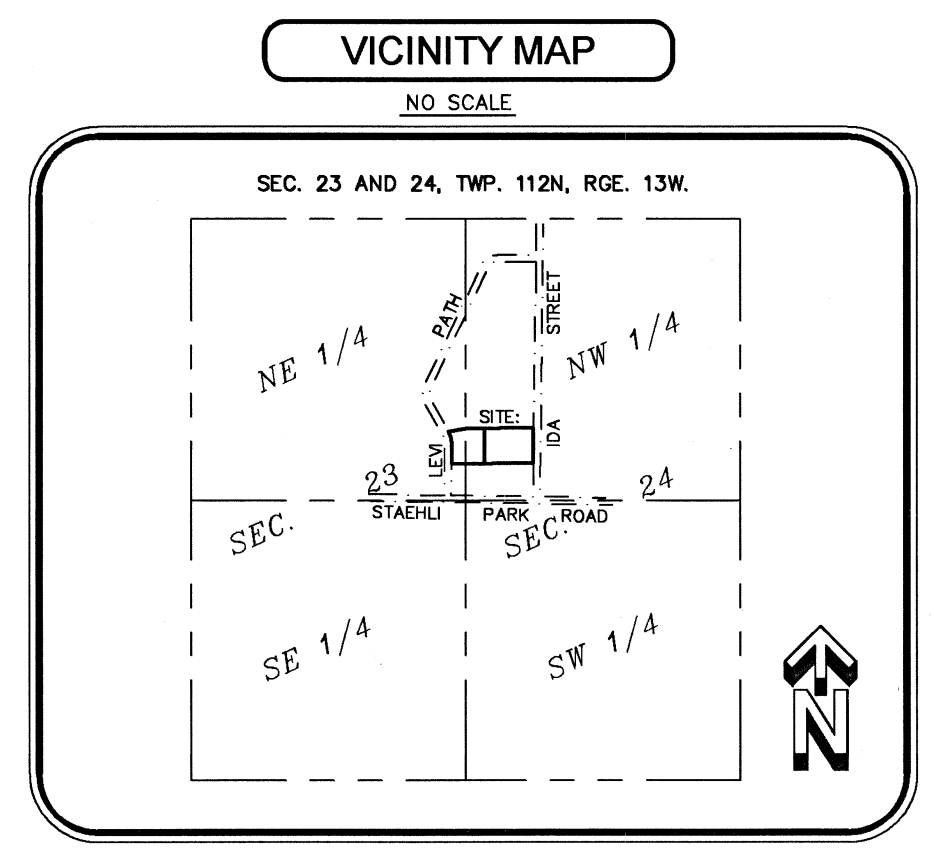 VICINITY MAP
NO SCALE
SEC. 23 AND 24, TWP. 112N, RGE. 13W.
NE 1/4
PATH
STREET
NW 1/4
SITE:
IDA
LEVI
23
24
STAEHLI PARK ROAD
SEC.
SEC.
SE 1/4
SW 1/4
N